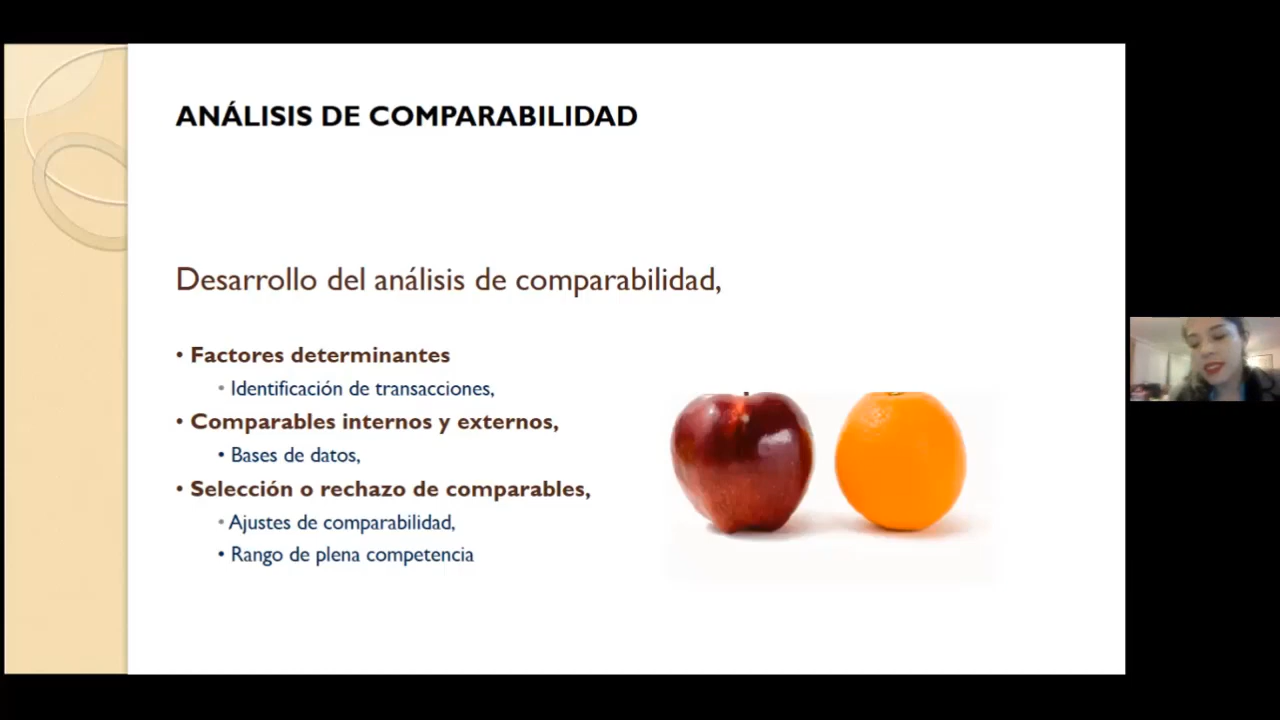 ANÁLISIS DE COMPARABILIDAD
Desarrollo del análisis de comparabilidad,
• Factores determinantes
• Identificación de transacciones,
• Comparables internos y externos,
• Bases de datos,
• Selección o rechazo de comparables,
• Ajustes de comparabilidad,
• Rango de plena competencia